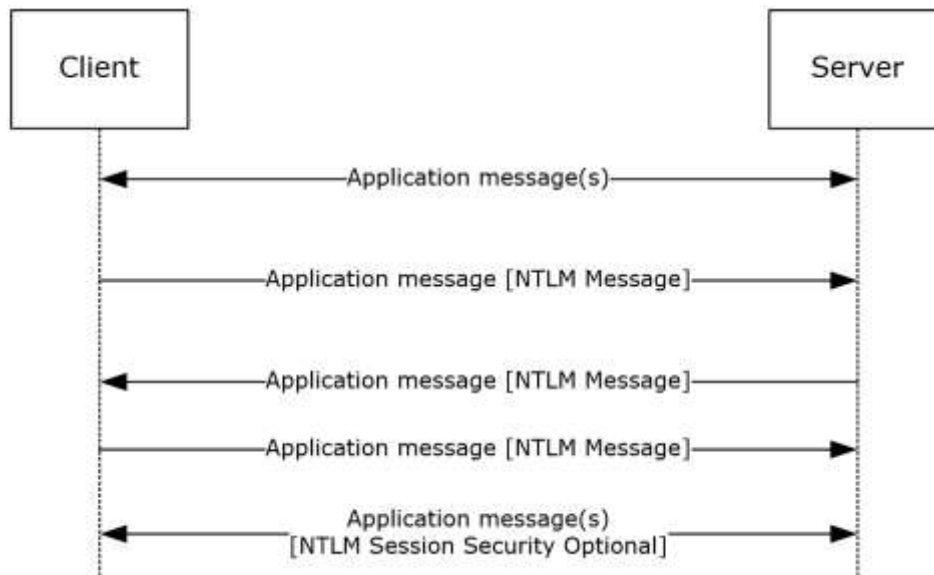 Client
Server
Application message(s)
Application message [NTLM Message]
Application message [NTLM Message]
Application message [NTLM Message]
Application message(s)
[NTLM Session Security Optional]